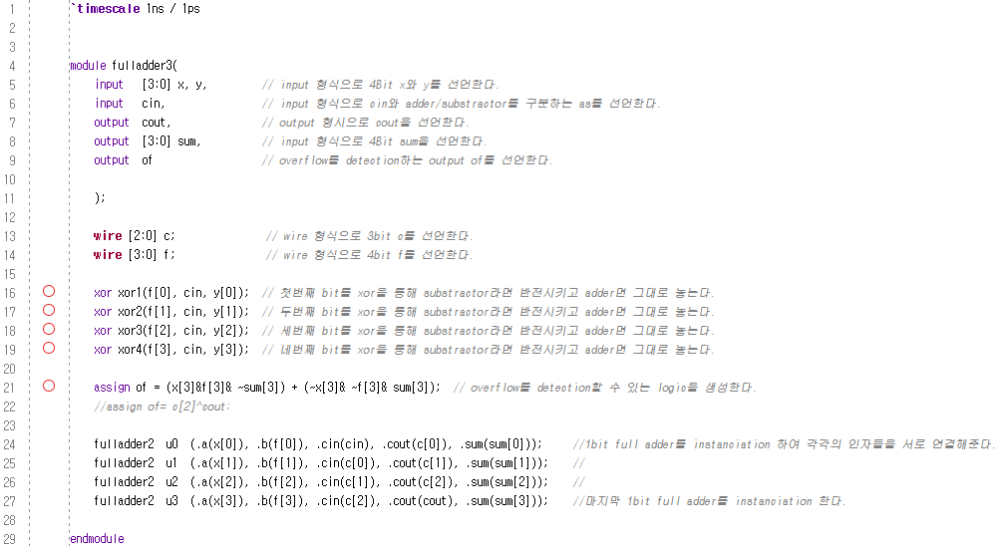 1 `timescale 1ns / 1ps
2
3
4 module fulladder3(
5 input [3:0] x, y, // input 형식으로 4Bit x와 y를 선언한다.
6 input cin, // input 형식으로 cin와 adder/substractor를 구분하는 as를 선언한다.
7 output cout, // output 형시으로 cout을 선언한다.
8 output [3:0] sum, // input 형식으로 4Bit sum을 선언한다.
9 output of // overflow를 detection하는 output of를 선언한다.
10
11 );
12
13 wire [2:0] c; // wire 형식으로 3bit c를 선언한다.
14 wire [3:0] f; // wire 형식으로 4bit f를 선언한다.
15
16 xor xor1(f[0], cin, y[0]); // 첫번째 bit를 xor을 통해 substractor라면 반전시키고 adder면 그대로 놓는다.
17 xor xor2(f[1], cin, y[1]); // 두번째 bit를 xor을 통해 substractor라면 반전시키고 adder면 그대로 놓는다.
18 xor xor3(f[2], cin, y[2]); // 세번째 bit를 xor을 통해 substractor라면 반전시키고 adder면 그대로 놓는다.
19 xor xor4(f[3], cin, y[3]); // 네번째 bit를 xor을 통해 substractor라면 반전시키고 adder면 그대로 놓는다.
20
21 assign of = (x[3]&f[3]& ~sum[3]) + (~x[3]& ~f[3]& sum[3]); // overflow를 detection할 수 있는 logic을 생성한다.
22 //assign of= c[2]^cout;
23
24 fulladder2 u0 (.a(x[0]), .b(f[0]), .cin(cin), .cout(c[0]), .sum(sum[0])); //1bit full adder를 instanciation 하여 각각의 인자들을 서로 연결해준다.
25 fulladder2 u1 (.a(x[1]), .b(f[1]), .cin(c[0]), .cout(c[1]), .sum(sum[1])); //
26 fulladder2 u2 (.a(x[2]), .b(f[2]), .cin(c[1]), .cout(c[2]), .sum(sum[2])); //
27 fulladder2 u3 (.a(x[3]), .b(f[3]), .cin(c[2]), .cout(cout), .sum(sum[3])); //마지막 1bit full adder를 instanciation 한다.
28
29 endmodule